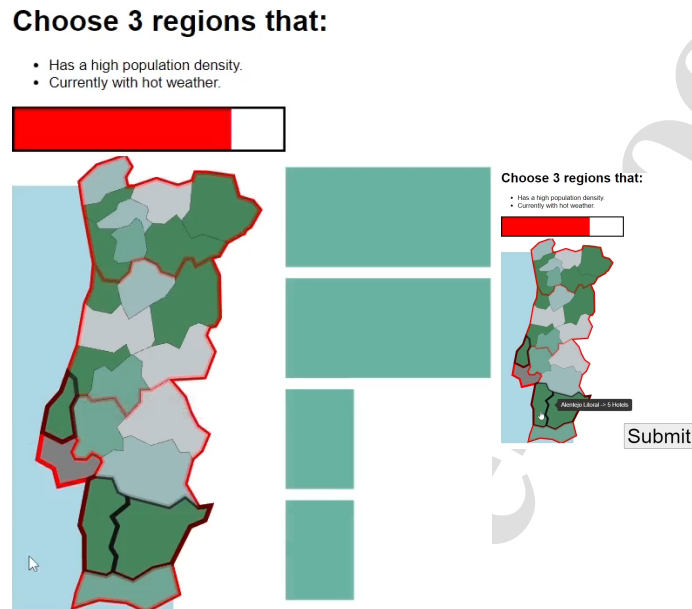 Choose 3 regions that:
• Has a high population density.
• Currently with hot weather.
Choose 3 regions that:
• Has a high population density.
• Currently with hot weather.
Alentejo Litoral -> 5 Hotels
Submit